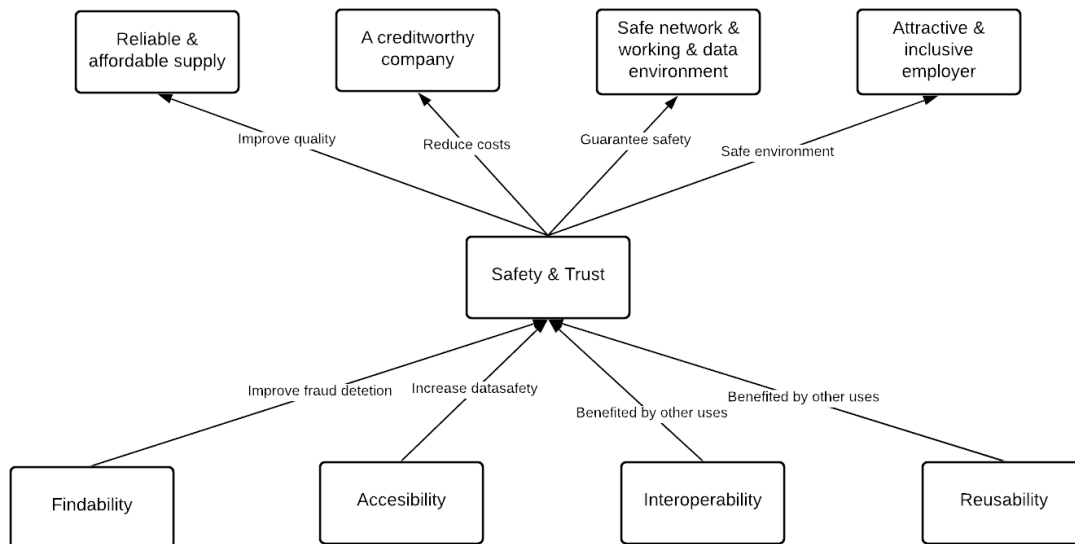 Reliable &
affordable supply
A creditworthy
company
Safe network &
working & data
environment
Attractive &
inclusive
employer
Improve quality
Reduce costs
Guarantee safety
Safe environment
Safety & Trust
Improve fraud detetion
Increase datasafety
Benefited by other uses
Benefited by other uses
Findability
Accesibility
Interoperability
Reusability